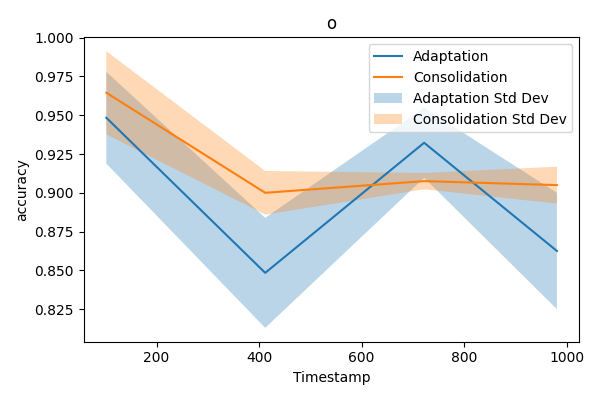 o
1.000
0.975
0.950
0.925
0.900
0.875
0.850
0.825
accuracy
Adaptation
Consolidation
Adaptation Std Dev
Consolidation Std Dev
200
400
600
800
1000
Timestamp